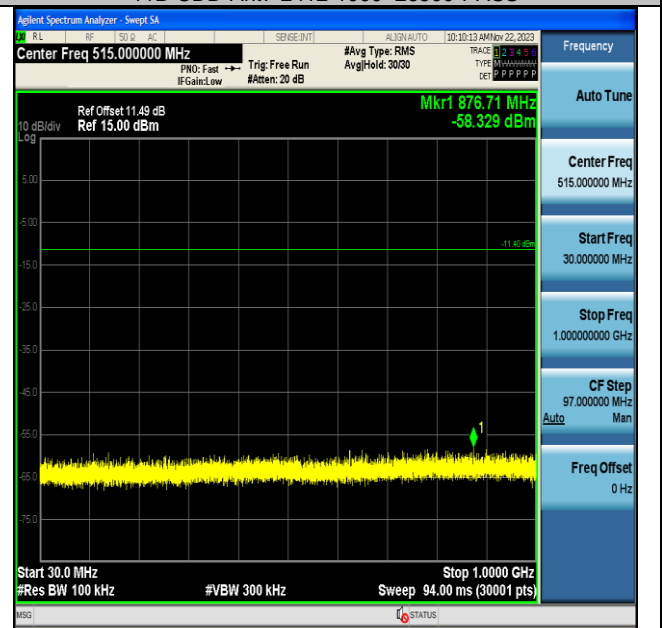 Agilent Spectrum Analyzer - Swept SA
RL RF 50 Ω AC SENSE:INT ALIGN AUTO 10:10:13 AM Nov 22, 2023
Center Freq 515.000000 MHz
PNO: Fast
IFGain:Low
Trig: Free Run
#Atten: 20 dB
#Avg Type: RMS
Avg|Hold: 30/30
TRACE 1 2 3 4 5 6
TYPE M
DET P P P P P P
Frequency
Auto Tune
Mkr1 876.71 MHz
-58.329 dBm
Ref Offset 11.49 dB
10 dB/div Ref 15.00 dBm
Log
5.00
-5.00
-11.40 dBm
-15.0
-25.0
-35.0
-45.0
-55.0
-65.0
-75.0
1
Center Freq
515.000000 MHz
Start Freq
30.000000 MHz
Stop Freq
1.000000000 GHz
CF Step
97.000000 MHz
Auto Man
Freq Offset
0 Hz
Start 30.0 MHz Stop 1.0000 GHz
#Res BW 100 kHz #VBW 300 kHz Sweep 94.00 ms (30001 pts)
MSG STATUS